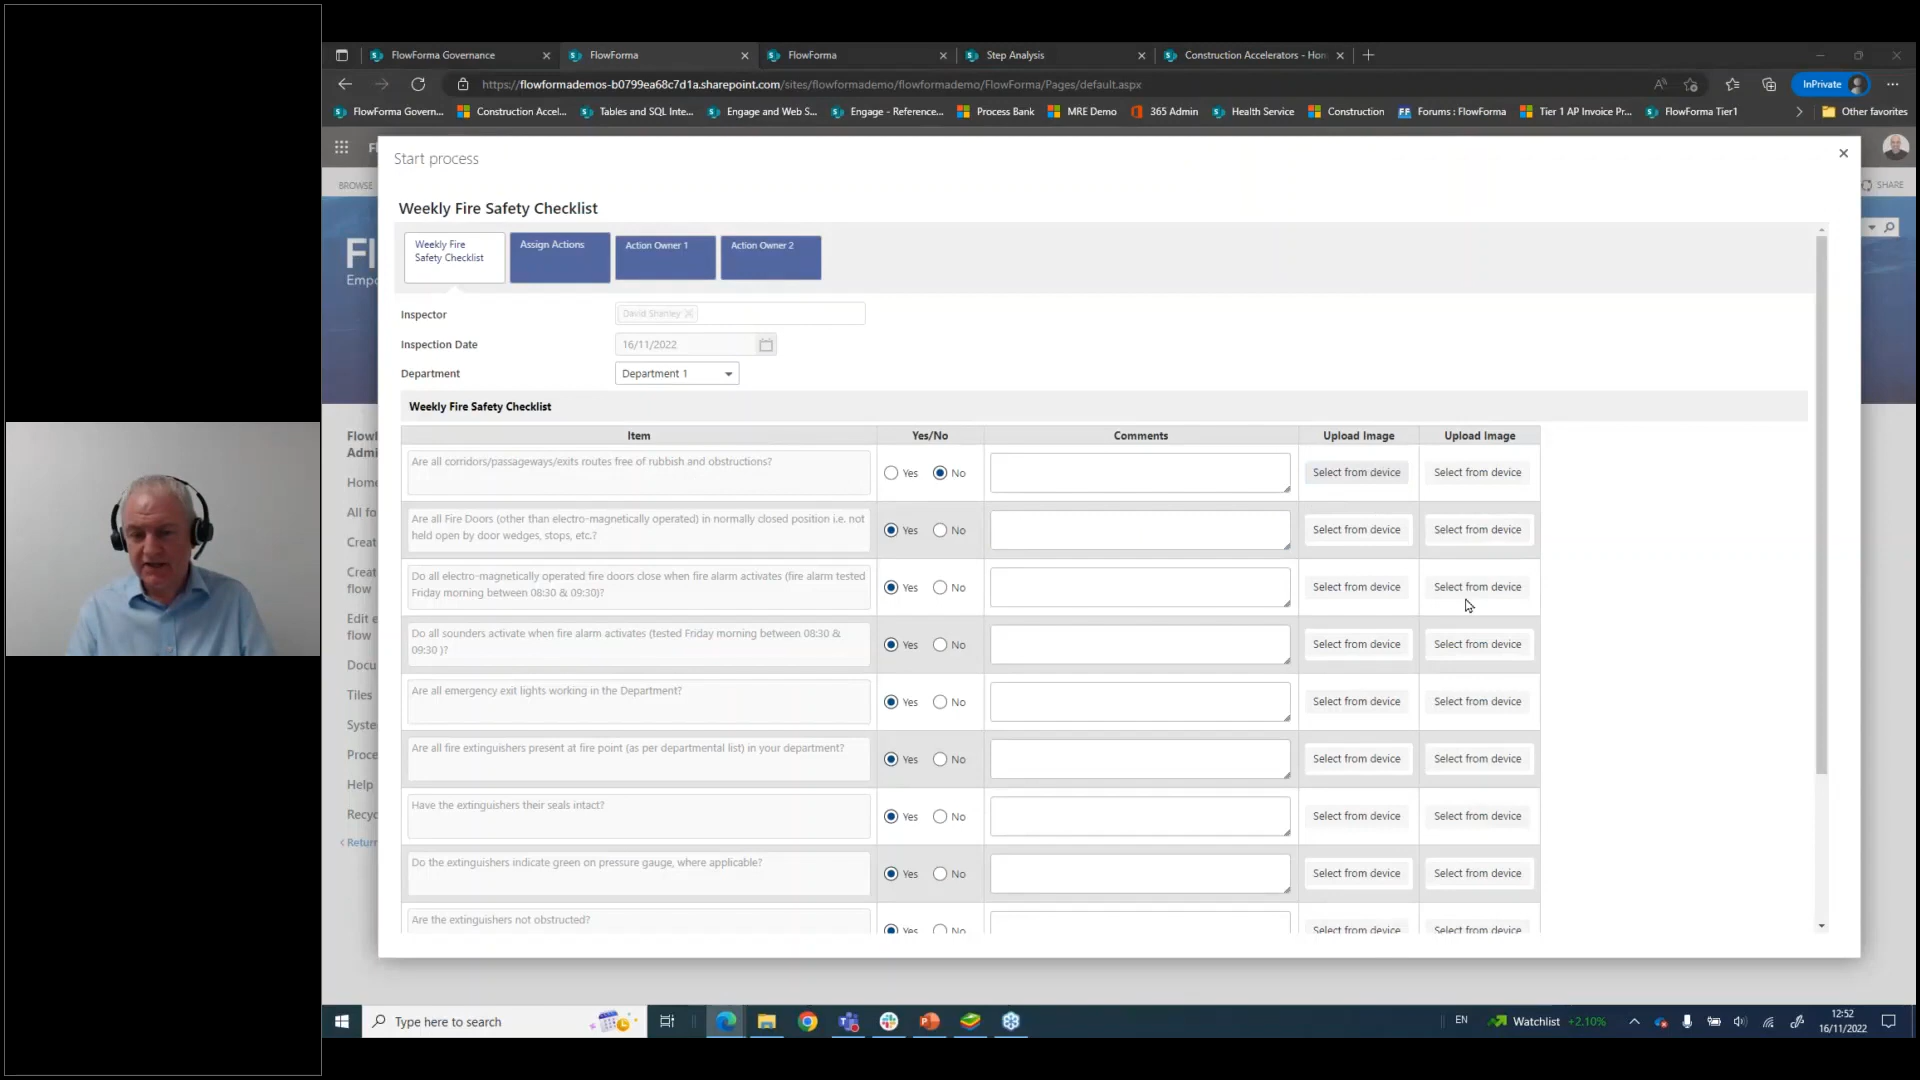 FlowForma Governance
FlowForma
FlowForma
Step Analysis
Construction Accelerators - Hom
https://flowformademos-b0799ea68c7d1a.sharepoint.com/sites/flowformademo/flowformademo/FlowForma/Pages/default.aspx
InPrivate
FlowForma Govern...
Construction Accel...
Tables and SQL Inte...
Engage and Web S...
Engage - Reference...
Process Bank
MRE Demo
365 Admin
Health Service
Construction
Forums : FlowForma
Tier 1 AP Invoice Pr...
FlowForma Tier1
Other favorites
BROWSE
SHARE
Start process
Weekly Fire Safety Checklist
Weekly Fire
Safety Checklist
Assign Actions
Action Owner 1
Action Owner 2
Inspector
Inspection Date
16/11/2022
Department
Department 1
Weekly Fire Safety Checklist
Item
Yes/No
Comments
Upload Image
Upload Image
Are all corridors/passageways/exits routes free of rubbish and obstructions?
Yes
No
Select from device
Select from device
Are all Fire Doors (other than electro-magnetically operated) in normally closed position i.e. not
held open by door wedges, stops, etc.?
Yes
No
Select from device
Select from device
Do all electro-magnetically operated fire doors close when fire alarm activates (fire alarm tested
Friday morning between 08:30 & 09:30)?
Yes
No
Select from device
Select from device
Do all sounders activate when fire alarm activates (tested Friday morning between 08:30 &
09:30 )?
Yes
No
Select from device
Select from device
Are all emergency exit lights working in the Department?
Yes
No
Select from device
Select from device
Are all fire extinguishers present at fire point (as per departmental list) in your department?
Yes
No
Select from device
Select from device
Have the extinguishers their seals intact?
Yes
No
Select from device
Select from device
Do the extinguishers indicate green on pressure gauge, where applicable?
Yes
No
Select from device
Select from device
Are the extinguishers not obstructed?
Yes
No
Select from device
Select from device
Fl
Empo
Flowl
Admi
Home
All fo
Creat
Creat
flow
Edit e
flow
Docu
Tiles
Syste
Proce
Help
Recyc
Return
Type here to search
EN
Watchlist
+2.10%
12:52
16/11/2022